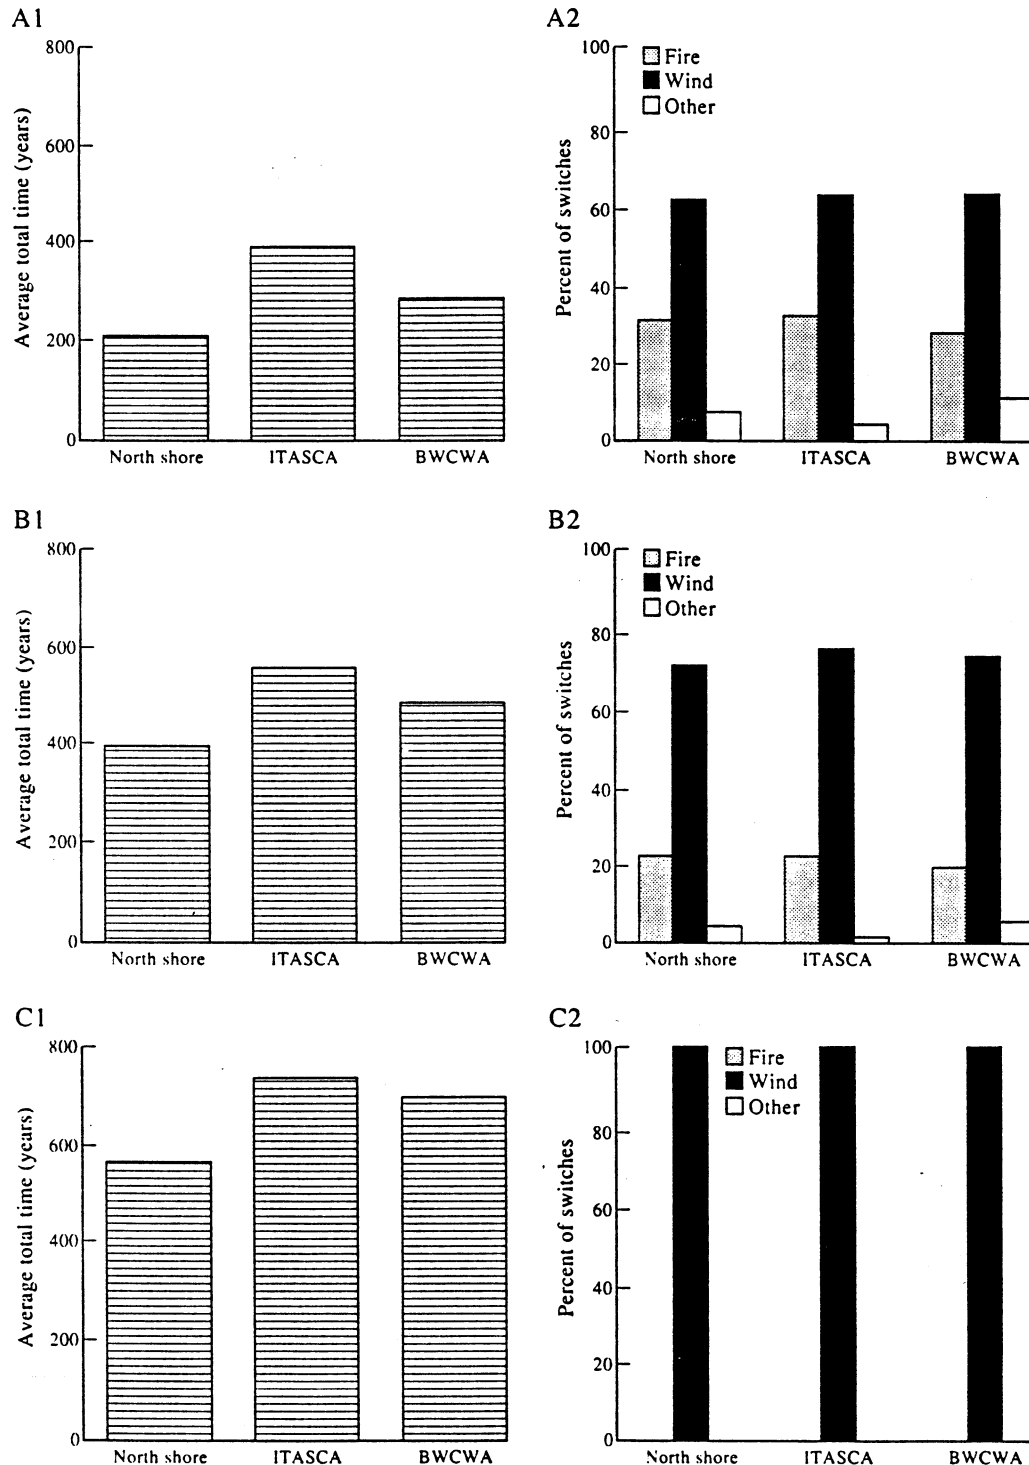 A1
Average total time (years)
800
600
400
200
0
North shore ITASCA BWCWA
A2
Percent of switches
100
80
60
40
20
0
Fire
Wind
Other
North shore ITASCA BWCWA
B1
Average total time (years)
800
600
400
200
0
North shore ITASCA BWCWA
B2
Percent of switches
100
80
60
40
20
0
Fire
Wind
Other
North shore ITASCA BWCWA
C1
Average total time (years)
800
600
400
200
0
North shore ITASCA BWCWA
C2
Percent of switches
100
80
60
40
20
0
Fire
Wind
Other
North shore ITASCA BWCWA